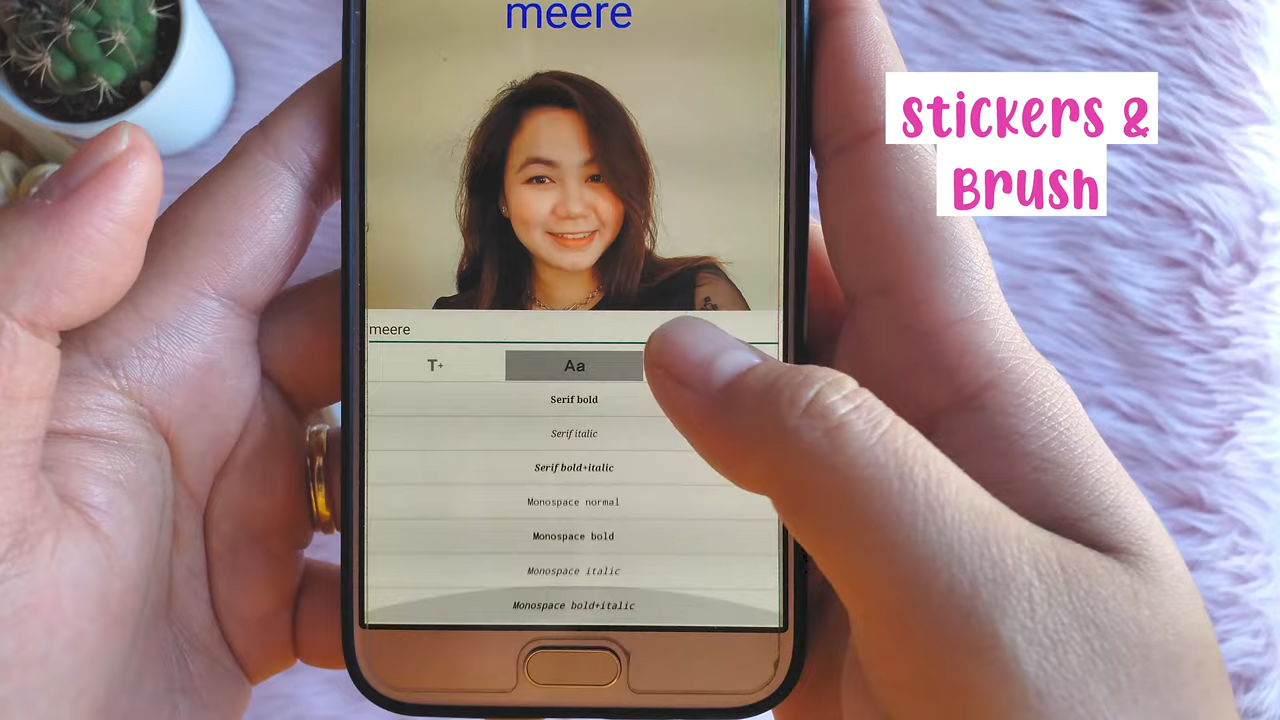 meere
stickers &
Brush
meere
T+
Aa
Serif bold
Serif italic
Serif bold+italic
Monospace normal
Monospace bold
Monospace italic
Monospace bold+italic